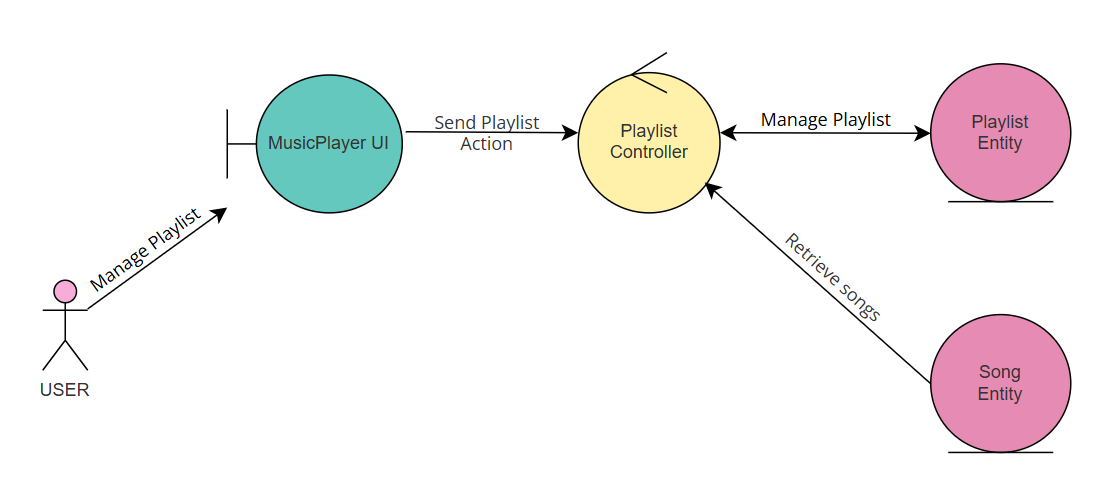 MusicPlayer UI
Send Playlist
Action
Playlist
Controller
Manage Playlist
Playlist
Entity
Manage Playlist
Retrieve songs
USER
Song
Entity